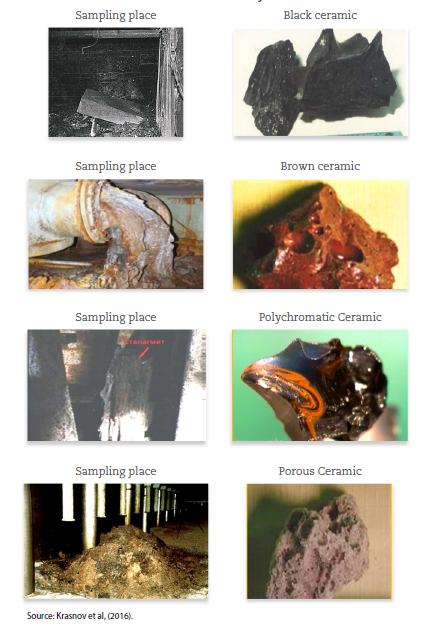 Sampling place Black ceramic
Sampling place Brown ceramic
Sampling place Polychromatic Ceramic
Сталагмит
Sampling place Porous Ceramic
Source: Krasnov et al, (2016).